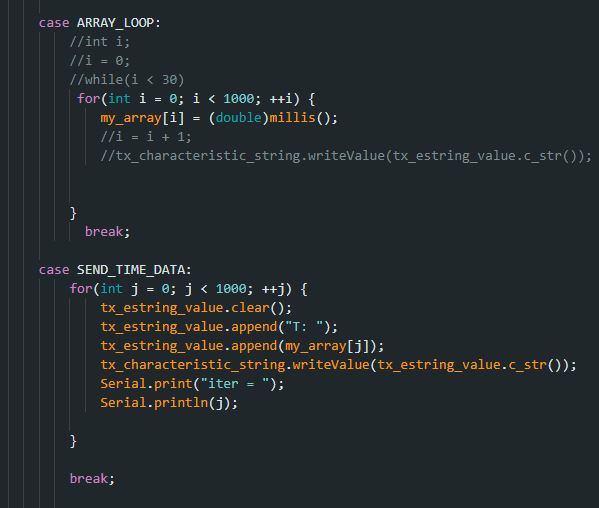 case ARRAY_LOOP:
//int i;
//i = 0;
//while(i < 30)
for(int i = 0; i < 1000; ++i) {
my_array[i] = (double)millis();
//i = i + 1;
//tx_characteristic_string.writeValue(tx_estring_value.c_str());
}
break;
case SEND_TIME_DATA:
for(int j = 0; j < 1000; ++j) {
tx_estring_value.clear();
tx_estring_value.append("T: ");
tx_estring_value.append(my_array[j]);
tx_characteristic_string.writeValue(tx_estring_value.c_str());
Serial.print("iter = ");
Serial.println(j);
}
break;